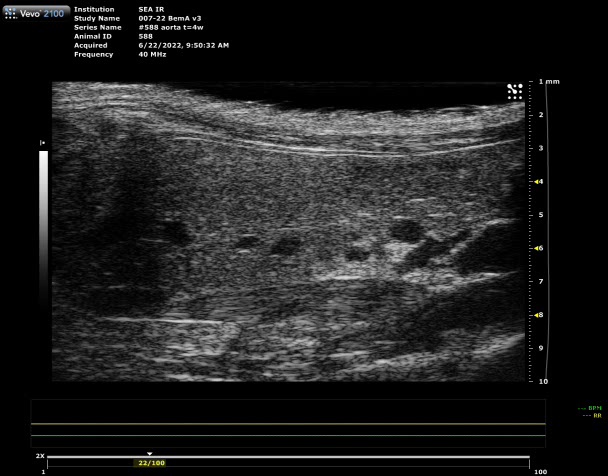 Vevo 2100
Institution SEA IR
Study Name 007-22 BemA v3
Series Name #588 aorta t=4w
Animal ID 588
Acquired 6/22/2022, 9:50:32 AM
Frequency 40 MHz
1 mm
2
3
4
5
6
7
8
9
10
--- BPM
--- RR
2X
22/100
1 100